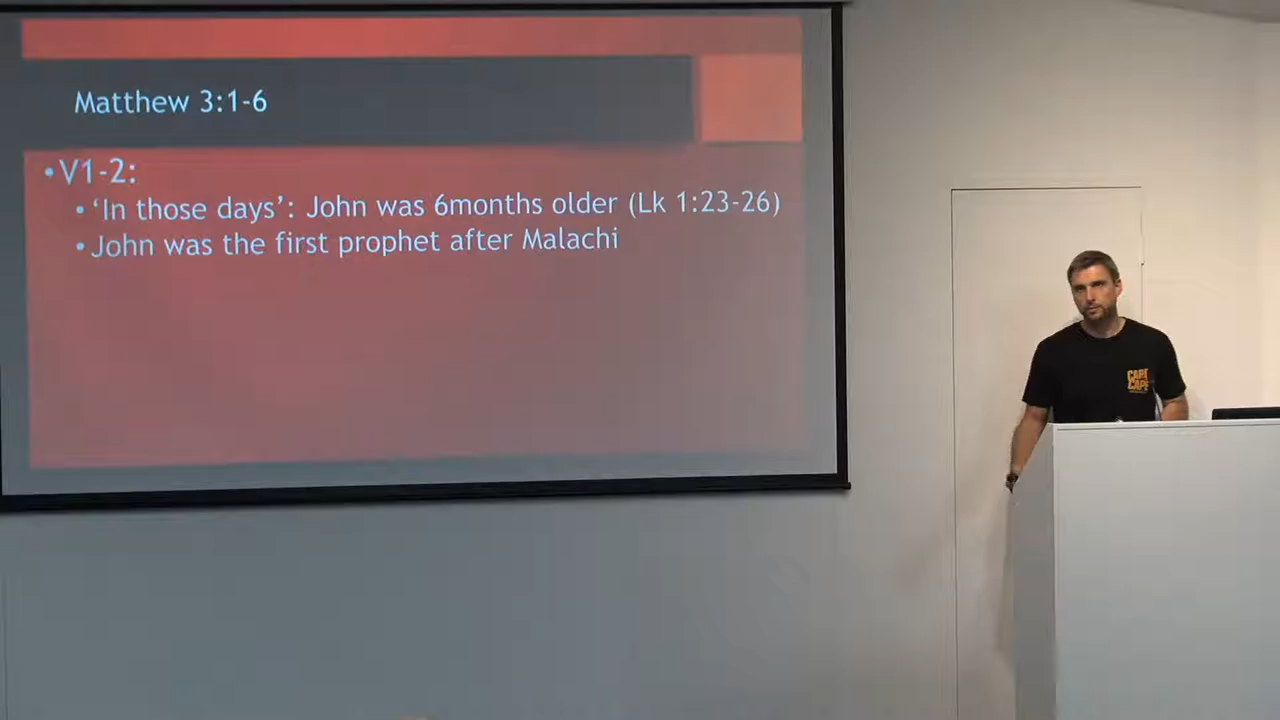 Matthew 3:1-6
•V1-2:
•‘In those days’: John was 6months older (Lk 1:23-26)
•John was the first prophet after Malachi
CAPE